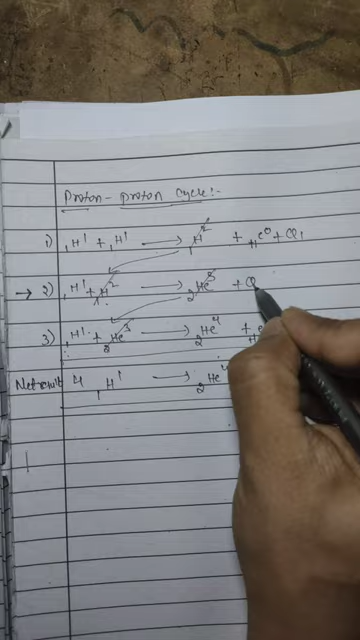 Proton - proton cycle :-
1) ₁H¹ + ₁H¹ → ₁H² + ₊₁e⁰ + Q₁
→ 2) ₁H¹ + ₁H² → ₂He³ + Q
3) ₁H¹ + ₂He³ → ₂He⁴ + ₊₁e
Net result 4 ₁H¹ → ₂He⁴